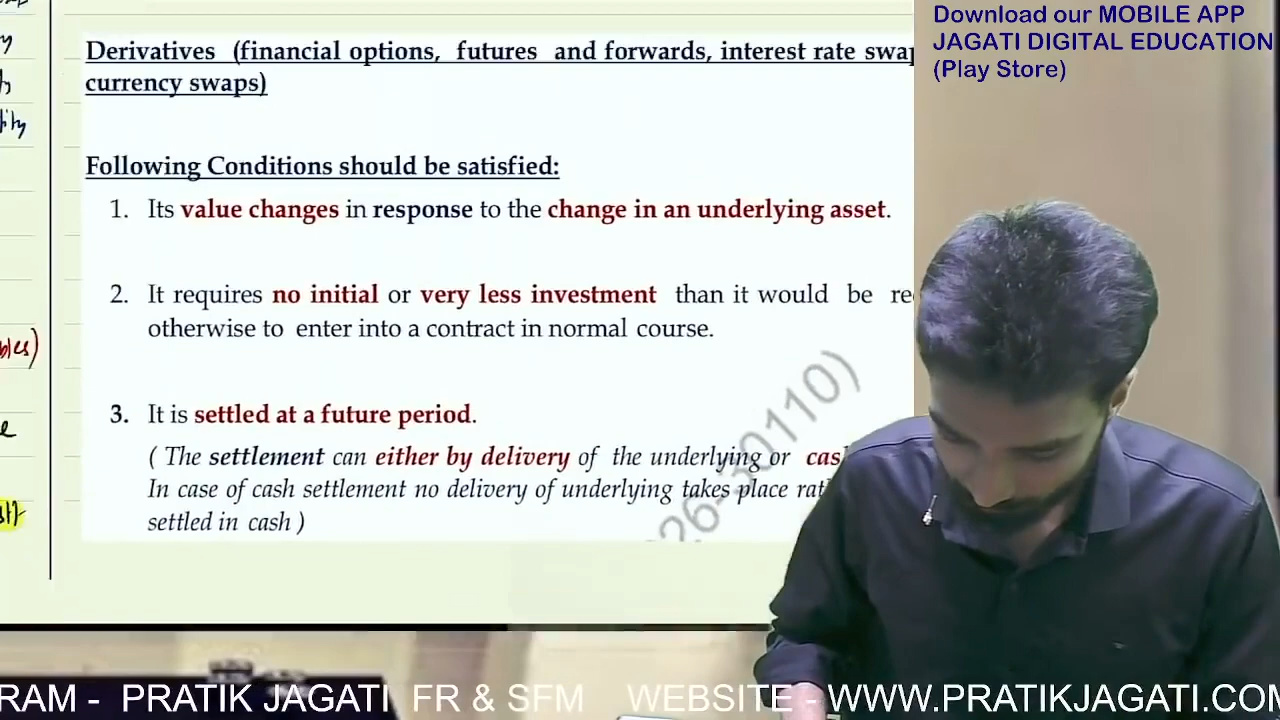 Download our MOBILE APP
JAGATI DIGITAL EDUCATION
(Play Store)
Derivatives (financial options, futures and forwards, interest rate swap
currency swaps)
Following Conditions should be satisfied:
1. Its value changes in response to the change in an underlying asset.
2. It requires no initial or very less investment than it would be
otherwise to enter into a contract in normal course.
3. It is settled at a future period.
( The settlement can either by delivery of the underlying or
In case of cash settlement no delivery of underlying takes place
settled in cash )
26-30110)
RAM - PRATIK JAGATI FR & SFM WEBSITE - WWW.PRATIKJAGATI.COM